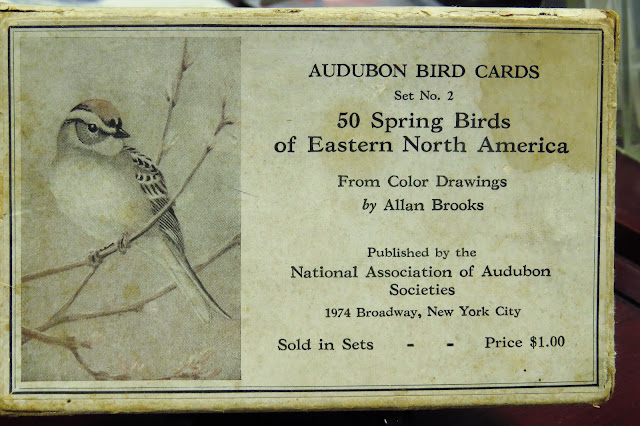 AUDUBON BIRD CARDS
Set No. 2
50 Spring Birds
of Eastern North America
From Color Drawings
by Allan Brooks
Published by the
National Association of Audubon
Societies
1974 Broadway, New York City
Sold in Sets - - Price $1.00